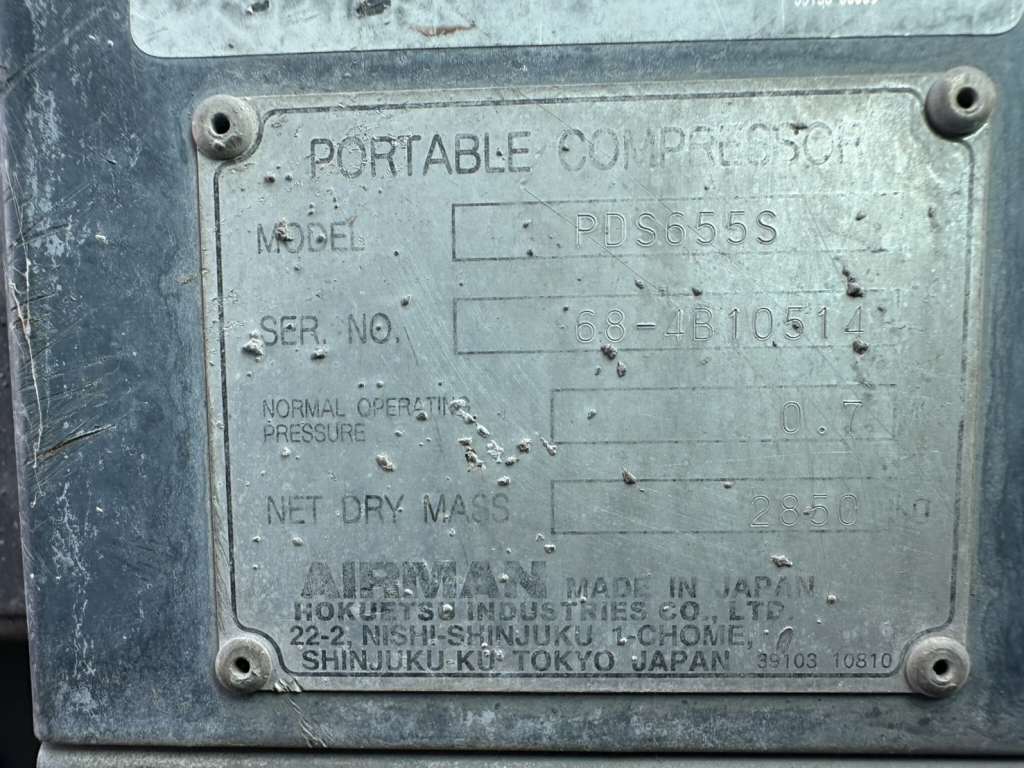 PORTABLE COMPRESSOR
MODEL PDS655S
SER. NO. 68-4B10514
NORMAL OPERATING
PRESSURE 0.7
NET DRY MASS 2850 kg
AIRMAN MADE IN JAPAN
HOKUETSU INDUSTRIES CO., LTD
22-2, NISHI-SHINJUKU 1-CHOME,
SHINJUKU-KU TOKYO JAPAN 39103 10810